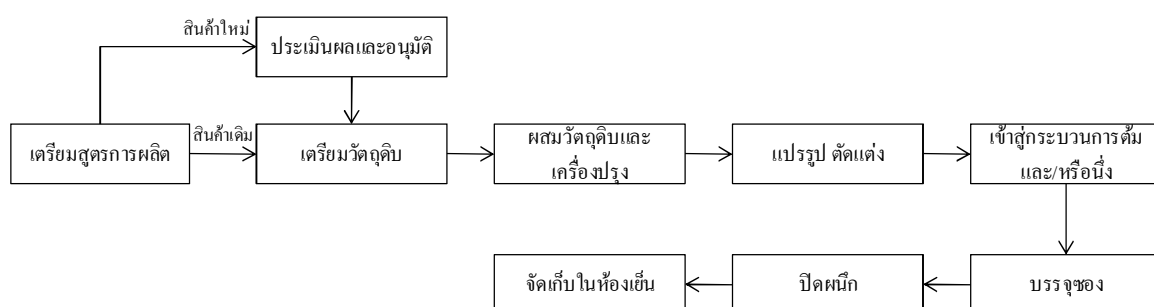 สินค้าใหม่
ประเมินผลและอนุมัติ
เตรียมสูตรการผลิต
สินค้าเดิม
เตรียมวัตถุดิบ
ผสมวัตถุดิบและ
เครื่องปรุง
แปรรูป ตัดแต่ง
เข้าสู่กระบวนการต้ม
และ/หรือนึ่ง
จัดเก็บในห้องเย็น
ปิดผนึก
บรรจุซอง